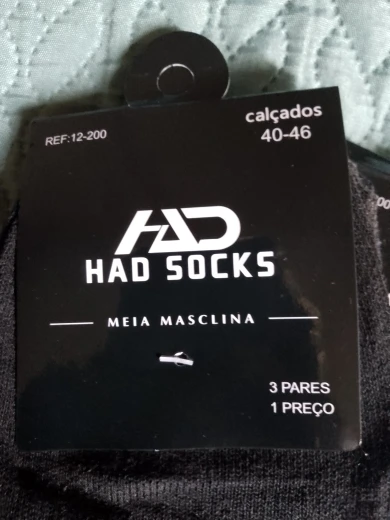 REF:12-200
calçados
40-46
HAD
HAD SOCKS
MEIA MASCLINA
3 PARES
1 PREÇO